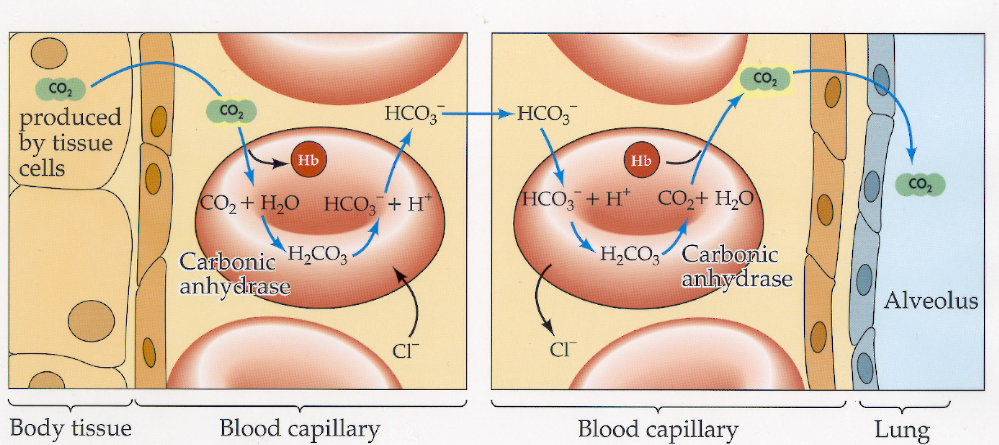 CO₂
produced
by tissue
cells
CO₂
Hb
HCO₃⁻
CO₂ + H₂O
HCO₃⁻ + H⁺
H₂CO₃
Carbonic
anhydrase
Cl⁻
HCO₃⁻
Hb
CO₂
HCO₃⁻ + H⁺
CO₂+ H₂O
H₂CO₃
Carbonic
anhydrase
Cl⁻
CO₂
Alveolus
Body tissue
Blood capillary
Blood capillary
Lung